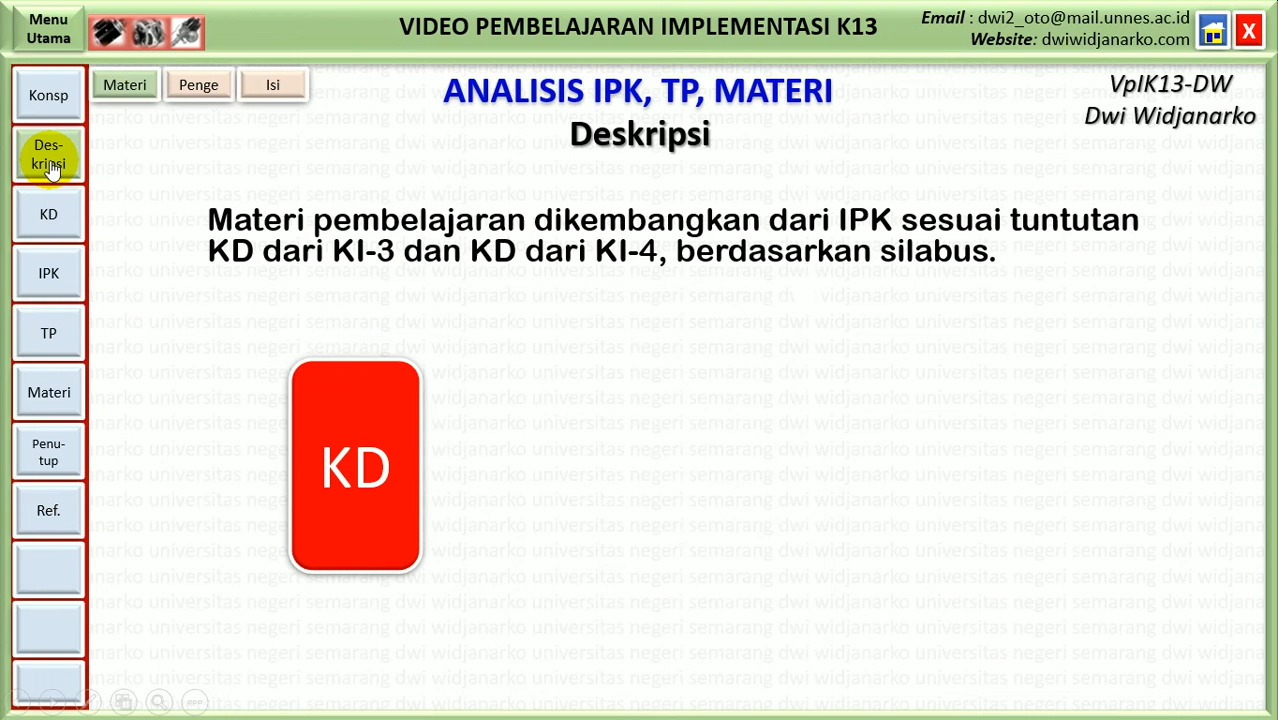 Menu
Utama
VIDEO PEMBELAJARAN IMPLEMENTASI K13
Email : dwi2_oto@mail.unnes.ac.id
Website: dwiwidjanarko.com
X
Konsp
Des-
kripsi
KD
IPK
TP
Materi
Penu-
tup
Ref.
Materi
Penge
Isi
ANALISIS IPK, TP, MATERI
Deskripsi
VpIK13-DW
Dwi Widjanarko
Materi pembelajaran dikembangkan dari IPK sesuai tuntutan
KD dari KI-3 dan KD dari KI-4, berdasarkan silabus.
KD